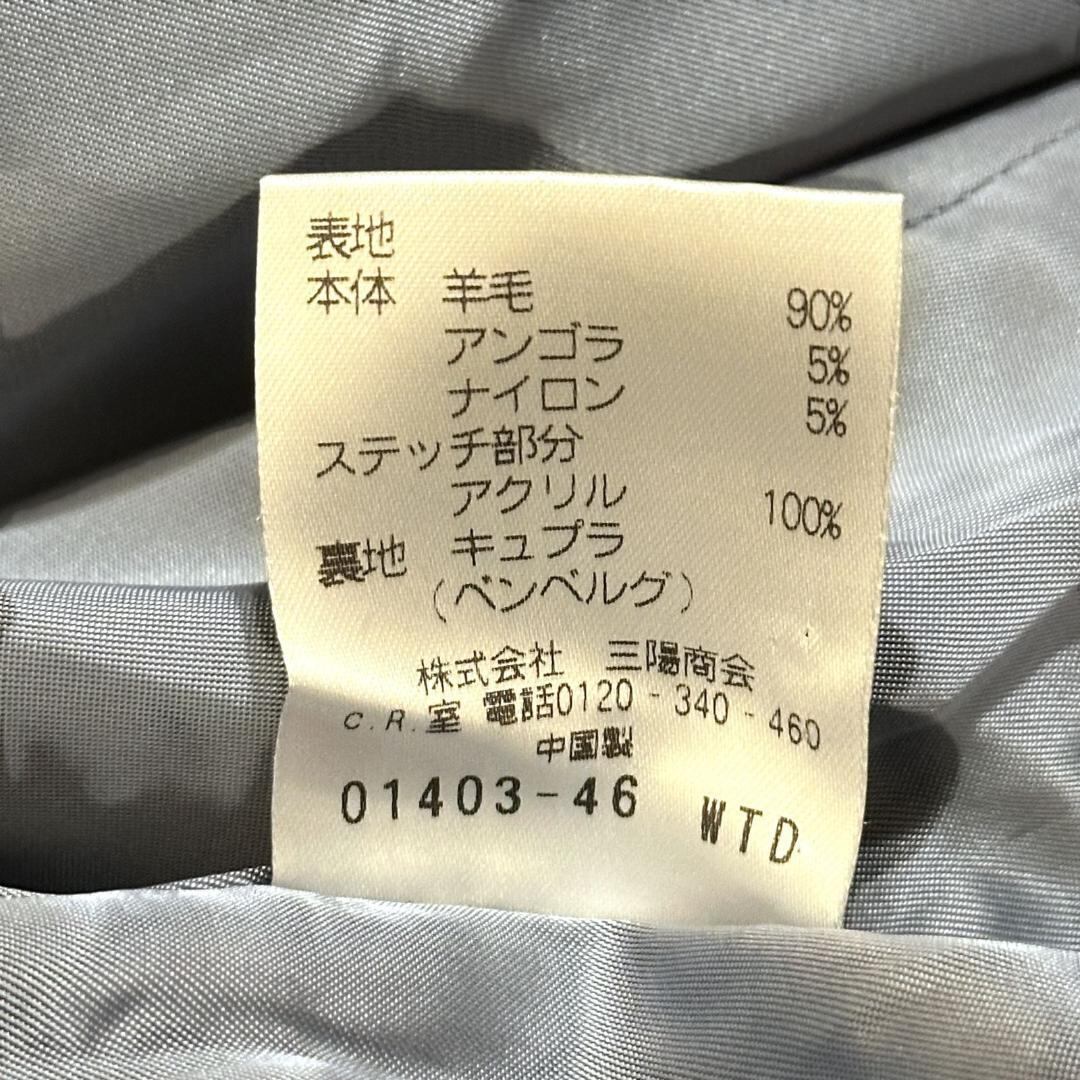 表地
本体 羊毛 90%
アンゴラ 5%
ナイロン 5%
ステッチ部分
アクリル 100%
裏地 キュプラ
(ベンベルグ)
株式会社 三陽商会
C.R.室 電話0120-340-460
中国製
01403-46 WTD